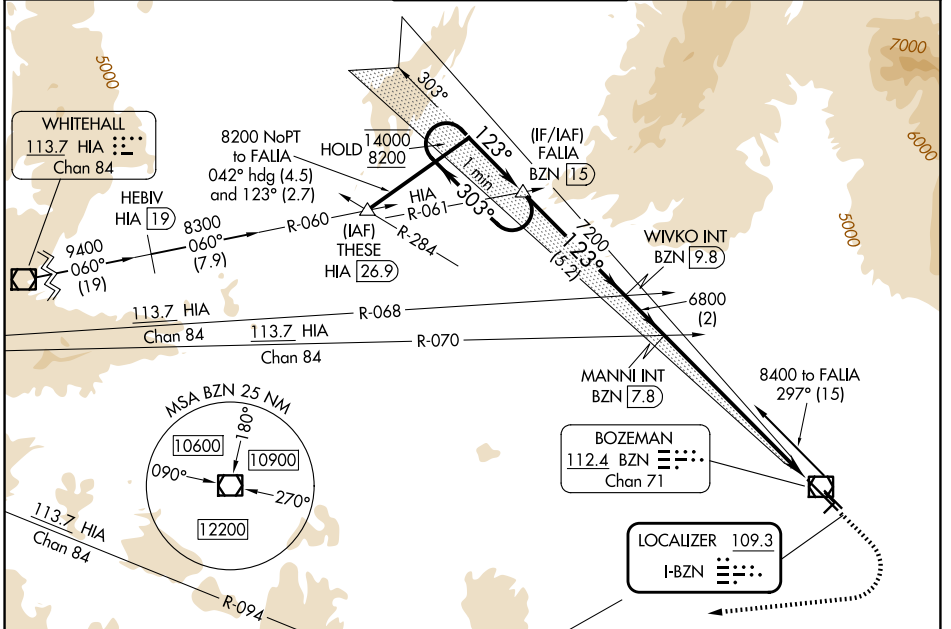 5000
7000
6000
5000
WHITEHALL
113.7 HIA
Chan 84
HEBIV
HIA 19
9400
060°
(19)
8300
060°
(7.9)
R-060
8200 NoPT
to FALIA
042° hdg (4.5)
and 123° (2.7)
HOLD 14000
8200
303°
123°
1 min
303°
(IF/IAF)
FALIA
BZN 15
HIA
R-061
R-284
(IAF)
THESE
HIA 26.9
7200
123°
(5.2)
WIVKO INT
BZN 9.8
6800
(2)
113.7 HIA
Chan 84
R-068
113.7 HIA
Chan 84
R-070
MANNI INT
BZN 7.8
8400 to FALIA
297° (15)
BOZEMAN
112.4 BZN
Chan 71
LOCALIZER 109.3
I-BZN
MSA BZN 25 NM
10600
180°
10900
090°
270°
12200
113.7 HIA
Chan 84
R-094